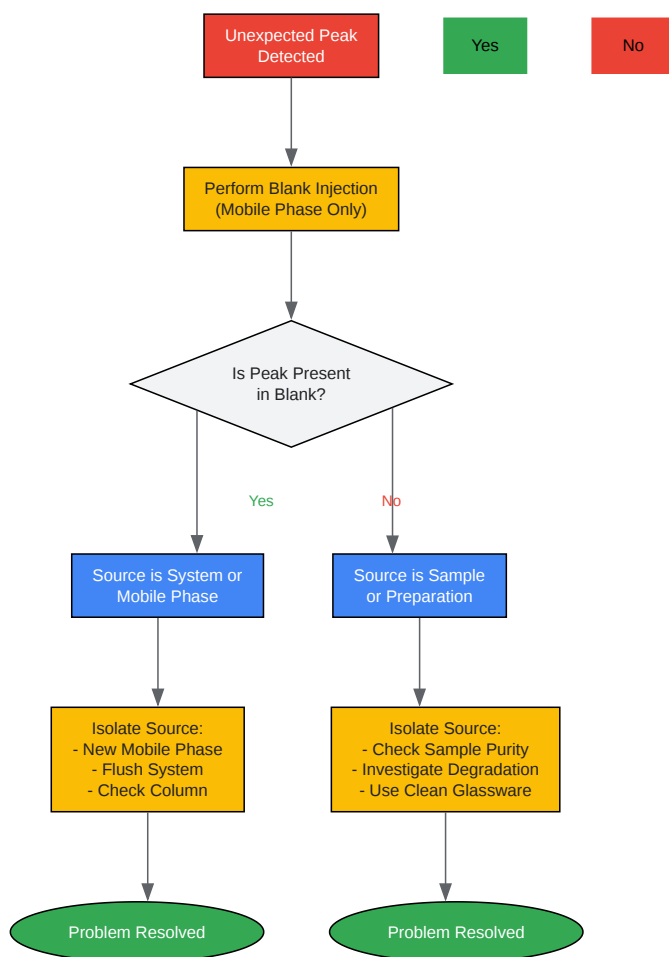 Unexpected Peak
Detected
Yes
No
Perform Blank Injection
(Mobile Phase Only)
Is Peak Present
in Blank?
Yes
No
Source is System or
Mobile Phase
Source is Sample
or Preparation
Isolate Source:
- New Mobile Phase
- Flush System
- Check Column
Isolate Source:
- Check Sample Purity
- Investigate Degradation
- Use Clean Glassware
Problem Resolved
Problem Resolved